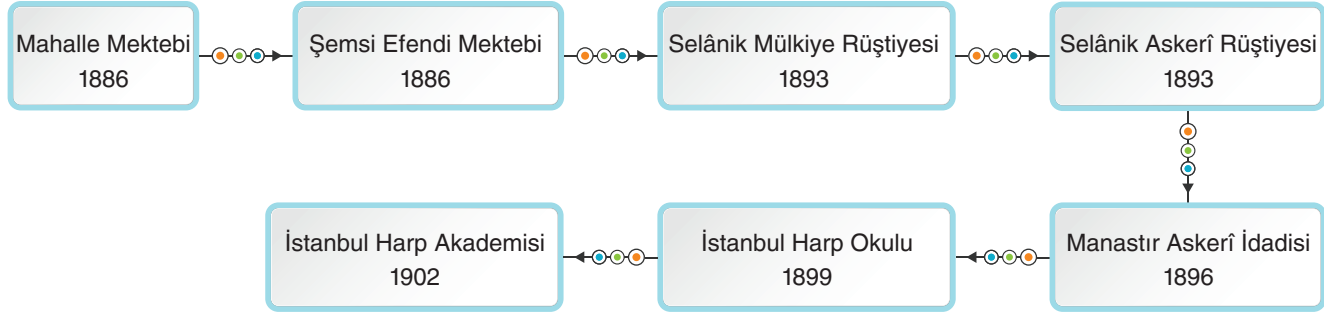 Mahalle Mektebi
1886
Şemsi Efendi Mektebi
1886
Selânik Mülkiye Rüştiyesi
1893
Selânik Askerî Rüştiyesi
1893
Manastır Askerî İdadisi
1896
İstanbul Harp Okulu
1899
İstanbul Harp Akademisi
1902